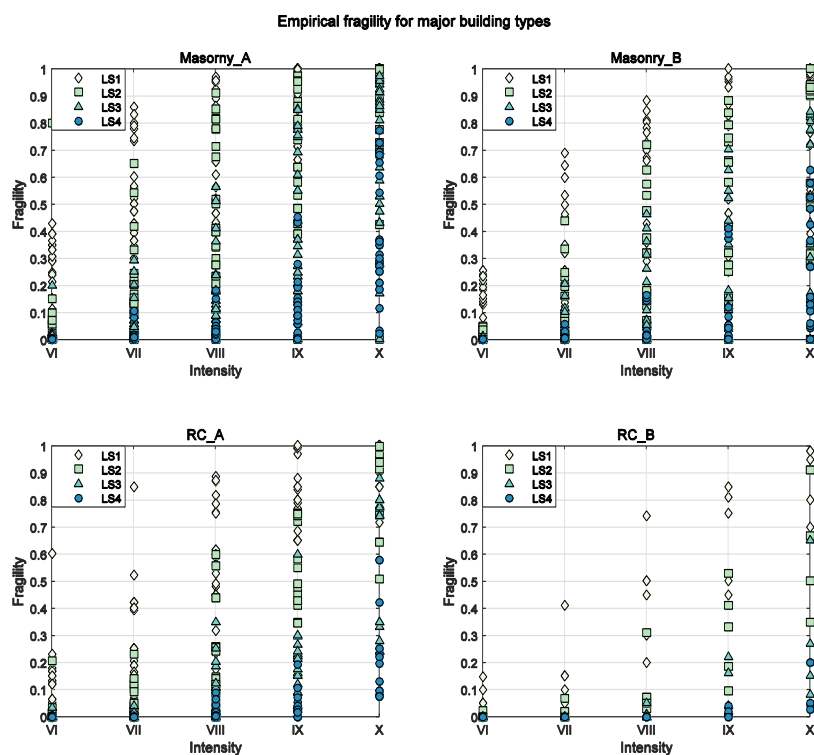 Empirical fragility for major building types
Masorny_A
1
0.9
0.8
0.7
0.6
0.5
0.4
0.3
0.2
0.1
0
Fragility
LS1
LS2
LS3
LS4
VI VII VIII IX X
Intensity
Masonry_B
1
0.9
0.8
0.7
0.6
0.5
0.4
0.3
0.2
0.1
0
Fragility
LS1
LS2
LS3
LS4
VI VII VIII IX X
Intensity
RC_A
1
0.9
0.8
0.7
0.6
0.5
0.4
0.3
0.2
0.1
0
Fragility
LS1
LS2
LS3
LS4
VI VII VIII IX X
Intensity
RC_B
1
0.9
0.8
0.7
0.6
0.5
0.4
0.3
0.2
0.1
0
Fragility
LS1
LS2
LS3
LS4
VI VII VIII IX X
Intensity